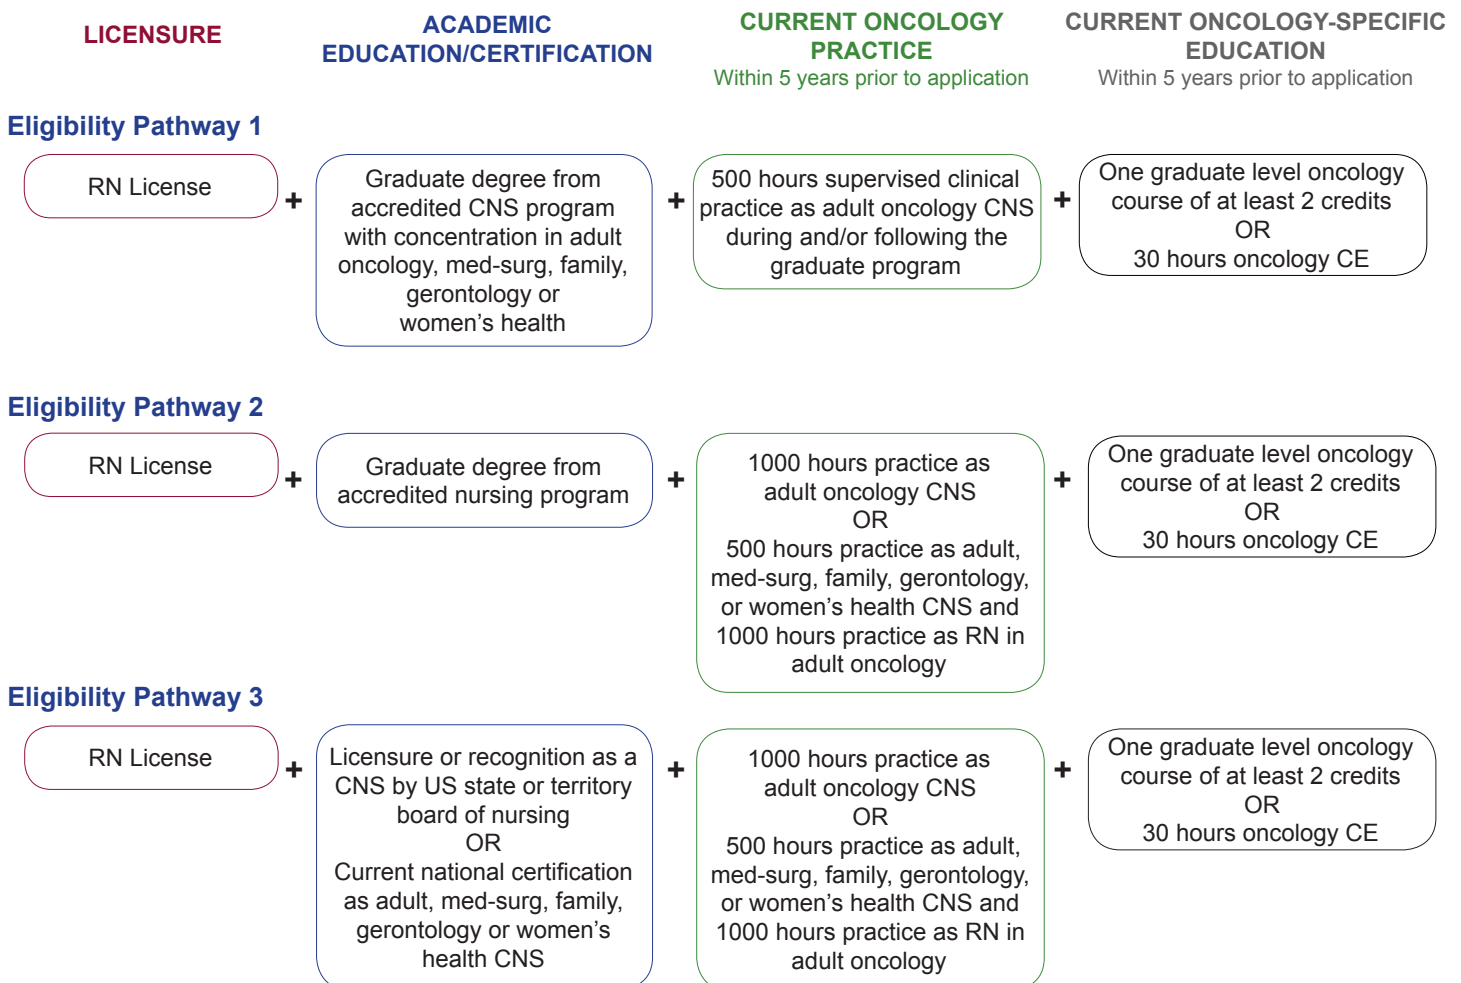 LICENSURE
ACADEMIC
EDUCATION/CERTIFICATION
CURRENT ONCOLOGY
PRACTICE
Within 5 years prior to application
CURRENT ONCOLOGY-SPECIFIC
EDUCATION
Within 5 years prior to application
Eligibility Pathway 1
RN License
+
Graduate degree from
accredited CNS program
with concentration in adult
oncology, med-surg, family,
gerontology or
women’s health
+
500 hours supervised clinical
practice as adult oncology CNS
during and/or following the
graduate program
+
One graduate level oncology
course of at least 2 credits
OR
30 hours oncology CE
Eligibility Pathway 2
RN License
+
Graduate degree from
accredited nursing program
+
1000 hours practice as
adult oncology CNS
OR
500 hours practice as adult,
med-surg, family, gerontology,
or women’s health CNS and
1000 hours practice as RN in
adult oncology
+
One graduate level oncology
course of at least 2 credits
OR
30 hours oncology CE
Eligibility Pathway 3
RN License
+
Licensure or recognition as a
CNS by US state or territory
board of nursing
OR
Current national certification
as adult, med-surg, family,
gerontology or women’s
health CNS
+
1000 hours practice as
adult oncology CNS
OR
500 hours practice as adult,
med-surg, family, gerontology,
or women’s health CNS and
1000 hours practice as RN in
adult oncology
+
One graduate level oncology
course of at least 2 credits
OR
30 hours oncology CE